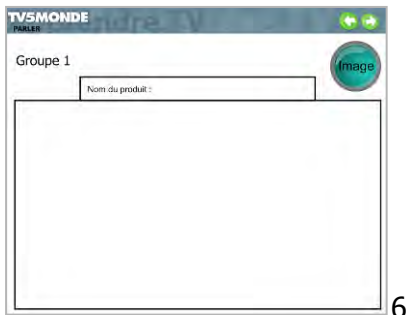 TV5MONDE
PARLER
Groupe 1
Image
Nom du produit :
6